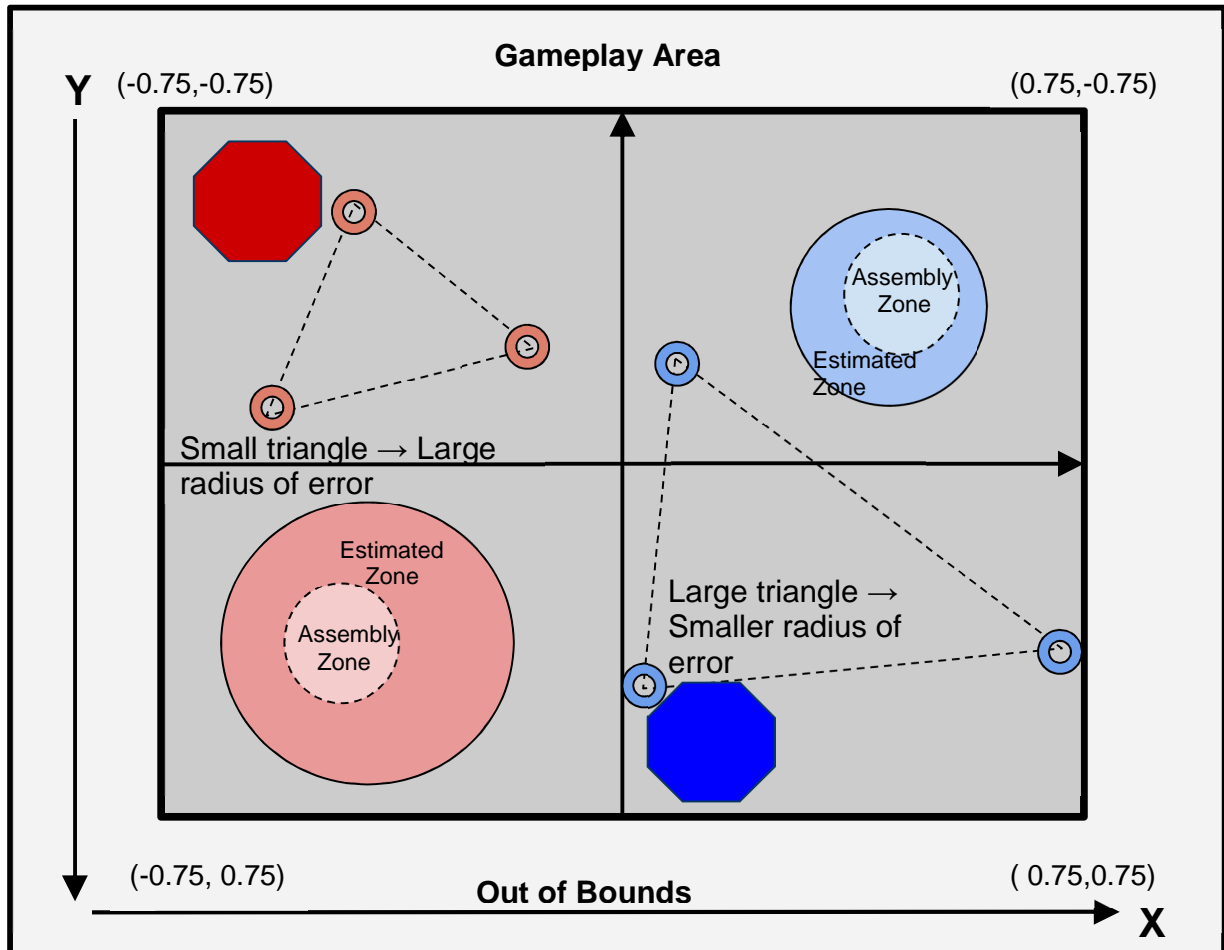 Gameplay Area
Y
(-0.75,-0.75)
(0.75,-0.75)
Assembly
Zone
Estimated
Zone
Small triangle → Large
radius of error
Estimated
Zone
Assembly
Zone
Large triangle →
Smaller radius of
error
(-0.75, 0.75)
Out of Bounds
( 0.75,0.75)
X